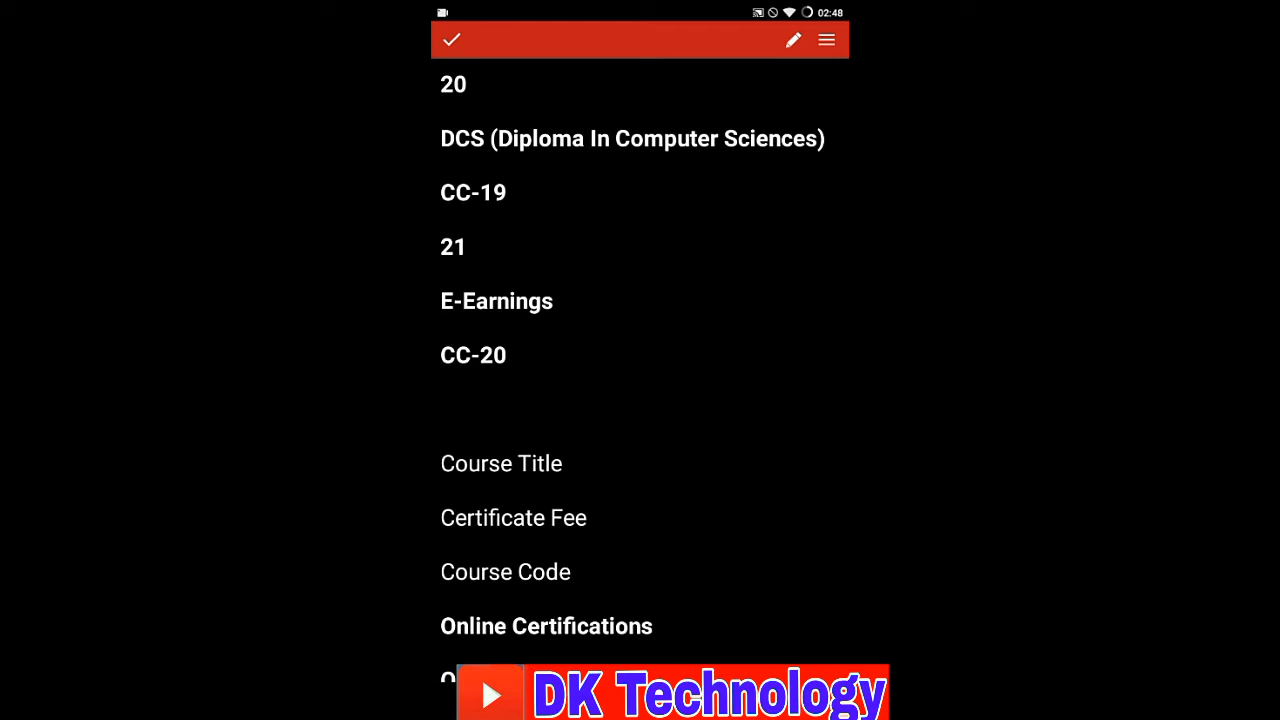 02:48
20
DCS (Diploma In Computer Sciences)
CC-19
21
E-Earnings
CC-20
Course Title
Certificate Fee
Course Code
Online Certifications
DK Technology